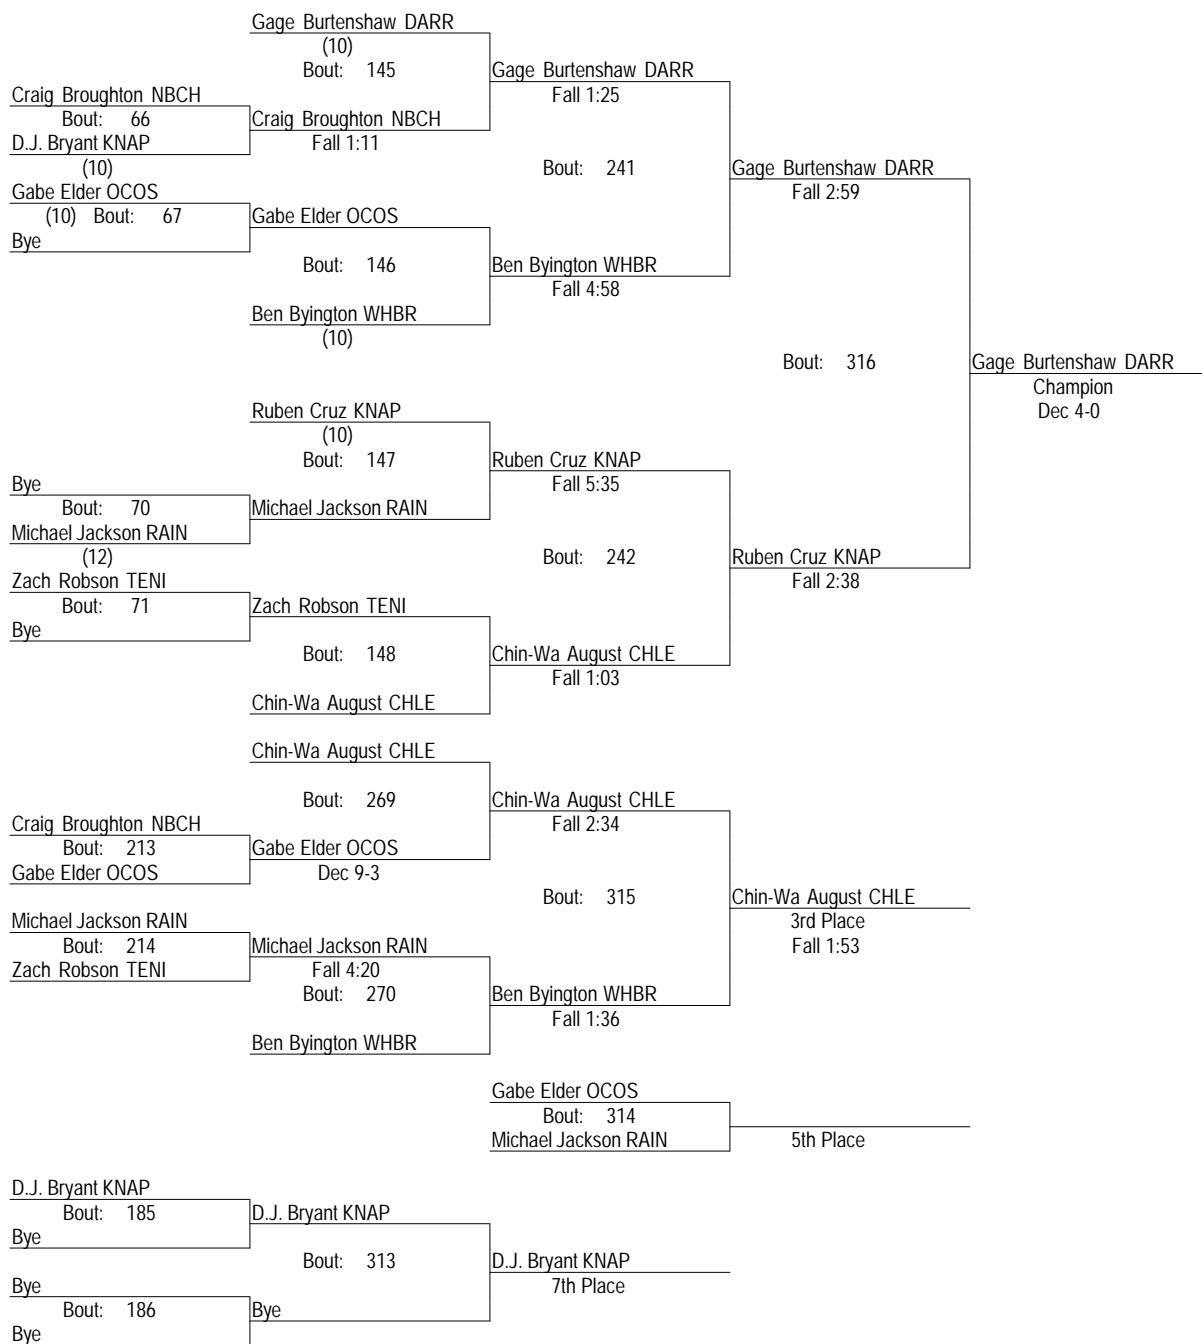 Gage Burtenshaw DARR
(10)
Bout: 145
Gage Burtenshaw DARR
Fall 1:25
Craig Broughton NBCH
Bout: 66
Craig Broughton NBCH
Fall 1:11
D.J. Bryant KNAP
(10)
Bout: 241
Gage Burtenshaw DARR
Fall 2:59
Gabe Elder OCOS
(10) Bout: 67
Gabe Elder OCOS
Bye
Bout: 146
Ben Byington WHBR
Fall 4:58
Ben Byington WHBR
(10)
Bout: 316
Gage Burtenshaw DARR
Champion
Dec 4-0
Ruben Cruz KNAP
(10)
Bout: 147
Ruben Cruz KNAP
Fall 5:35
Bye
Bout: 70
Michael Jackson RAIN
Michael Jackson RAIN
(12)
Bout: 242
Ruben Cruz KNAP
Fall 2:38
Zach Robson TENI
Bout: 71
Zach Robson TENI
Bye
Bout: 148
Chin-Wa August CHLE
Fall 1:03
Chin-Wa August CHLE
Chin-Wa August CHLE
Bout: 269
Chin-Wa August CHLE
Fall 2:34
Craig Broughton NBCH
Bout: 213
Gabe Elder OCOS
Dec 9-3
Gabe Elder OCOS
Bout: 315
Chin-Wa August CHLE
3rd Place
Fall 1:53
Michael Jackson RAIN
Bout: 214
Michael Jackson RAIN
Fall 4:20
Zach Robson TENI
Bout: 270
Ben Byington WHBR
Fall 1:36
Ben Byington WHBR
Gabe Elder OCOS
Bout: 314
Michael Jackson RAIN
5th Place
D.J. Bryant KNAP
Bout: 185
D.J. Bryant KNAP
Bye
Bout: 313
D.J. Bryant KNAP
7th Place
Bye
Bout: 186
Bye
Bye